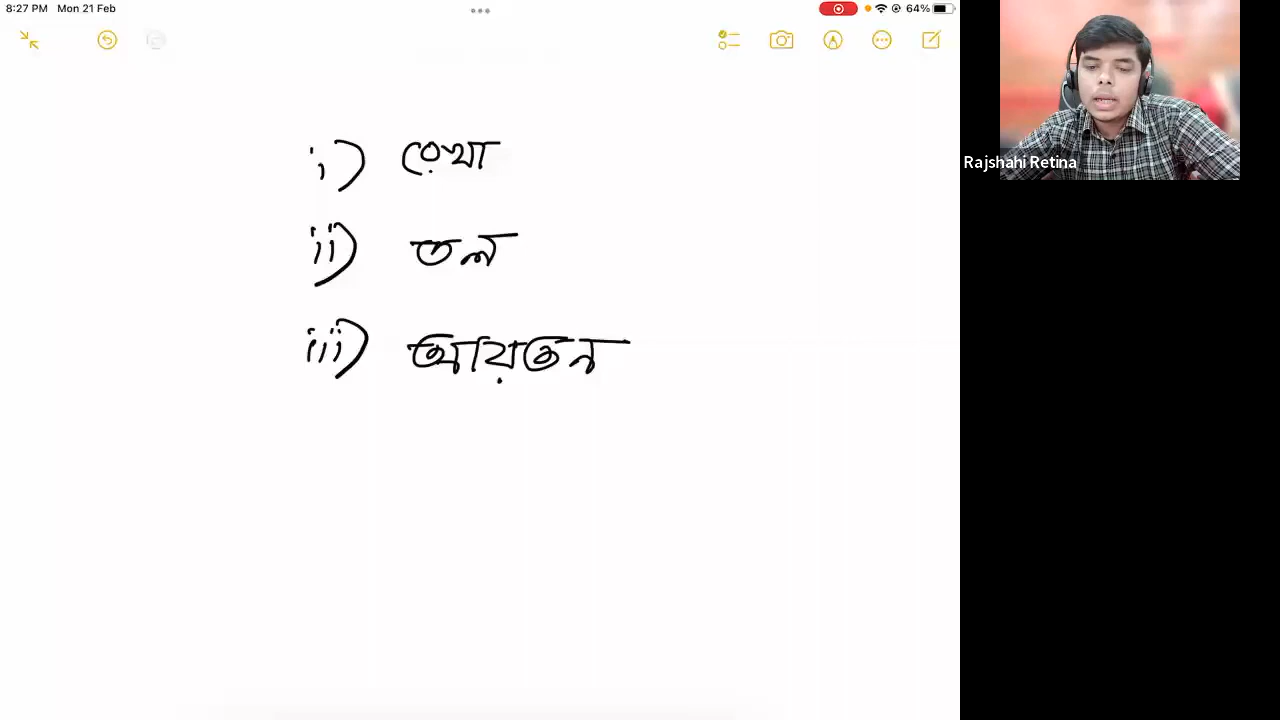 8:27 PM Mon 21 Feb
64%
i) রেখা
ii) তল
iii) আয়তন
Rajshahi Retina